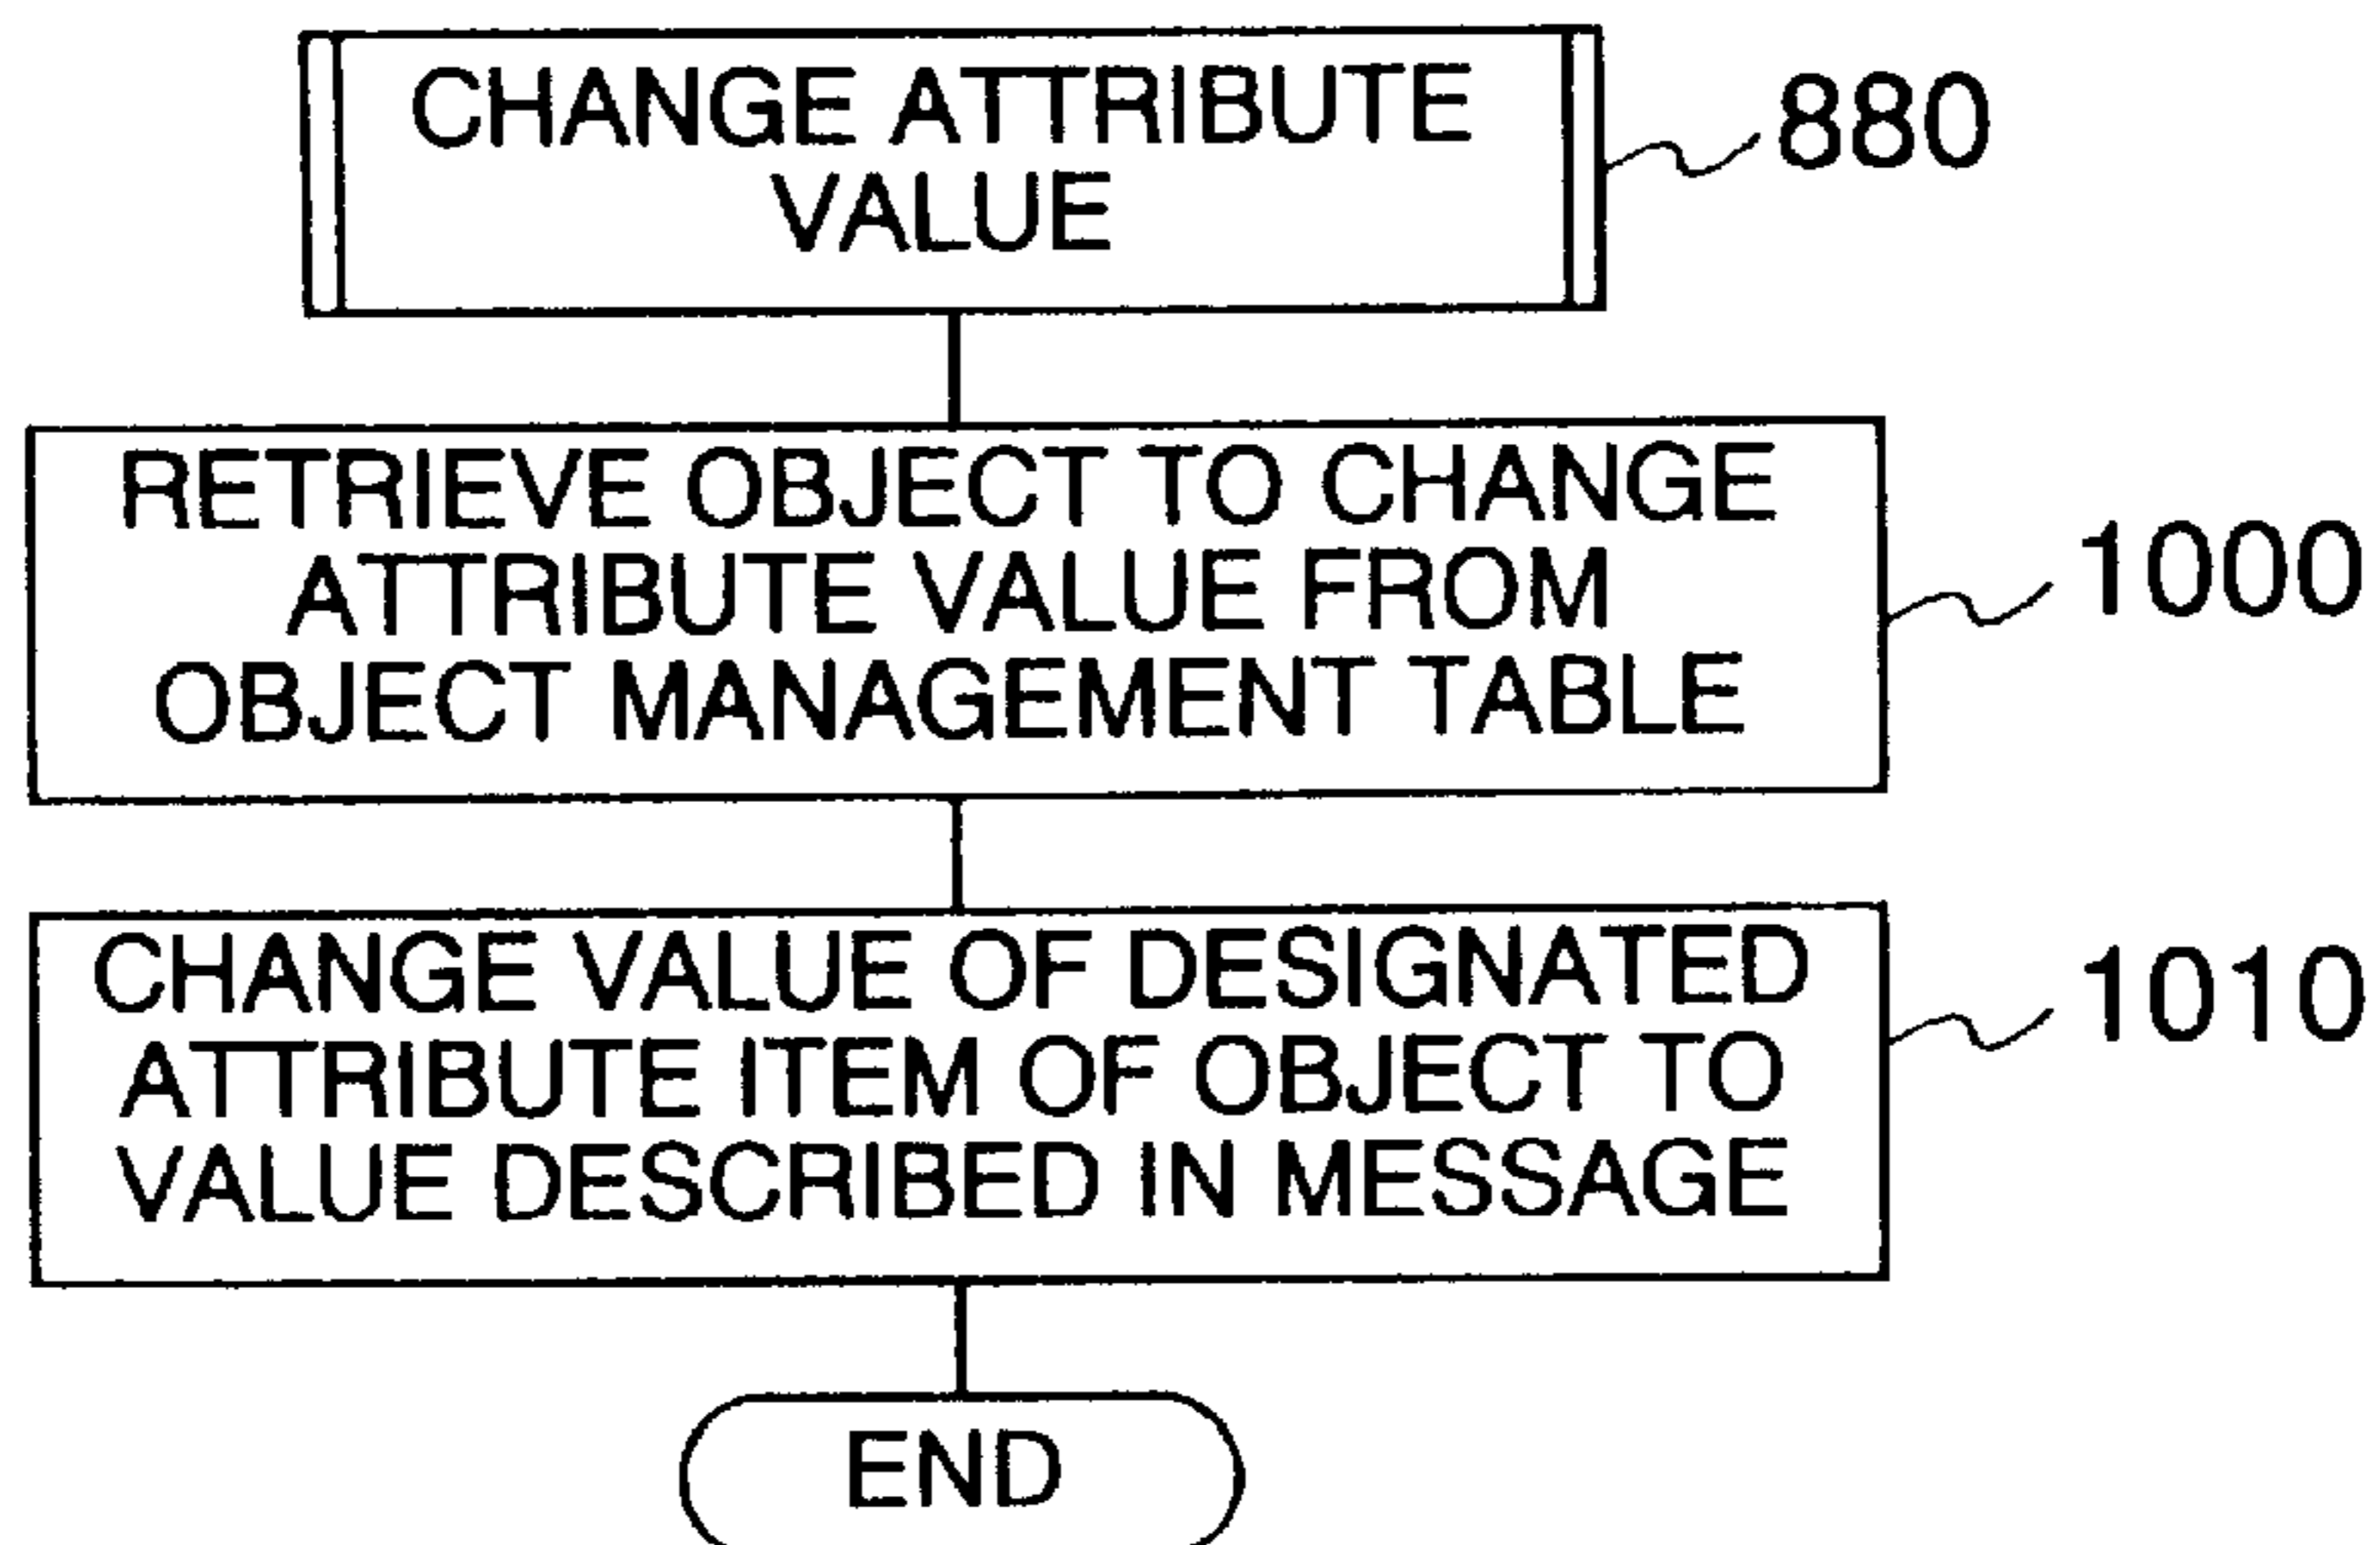 CHANGE ATTRIBUTE
VALUE
880
RETRIEVE OBJECT TO CHANGE
ATTRIBUTE VALUE FROM
OBJECT MANAGEMENT TABLE
1000
CHANGE VALUE OF DESIGNATED
ATTRIBUTE ITEM OF OBJECT TO
VALUE DESCRIBED IN MESSAGE
1010
END